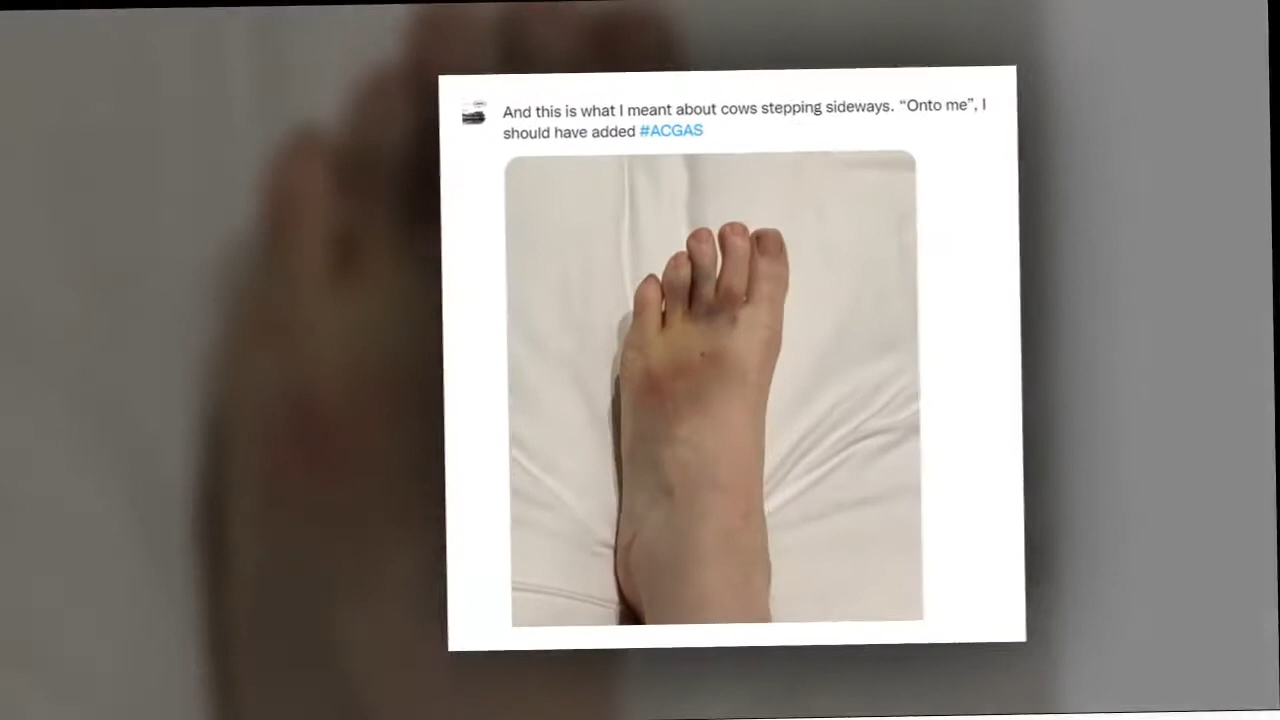 And this is what I meant about cows stepping sideways. “Onto me”, I
should have added #ACGAS